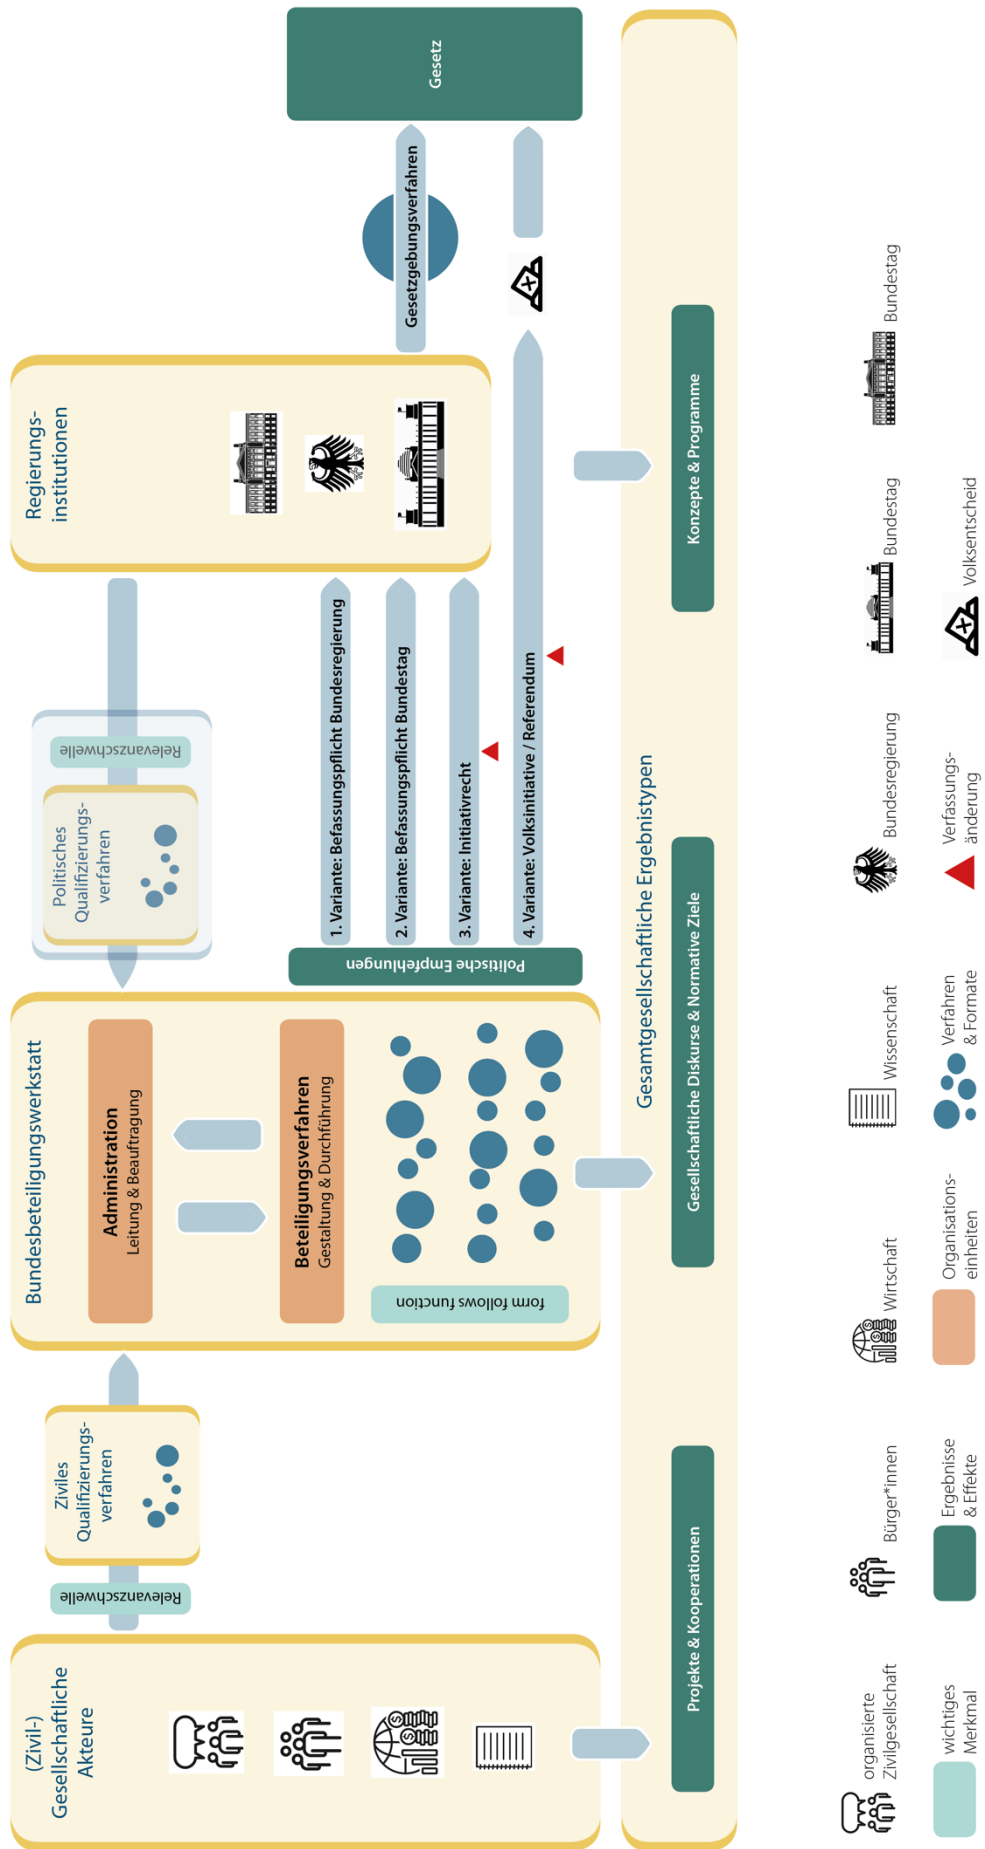 (Zivil-)
Gesellschaftliche
Akteure
Relevanzschwelle
Ziviles
Qualifizierungs-
verfahren
Bundesbeteiligungswerkstatt
Administration
Leitung & Beauftragung
Beteiligungsverfahren
Gestaltung & Durchführung
form follows function
Politisches
Qualifizierungs-
verfahren
Relevanzschwelle
Politische Empfehlungen
1. Variante: Befassungspflicht Bundesregierung
2. Variante: Befassungspflicht Bundestag
3. Variante: Initiativrecht
4. Variante: Volksinitiative / Referendum
Regierungs-
institutionen
Gesetzgebungsverfahren
Gesetz
Gesamtgesellschaftliche Ergebnistypen
Projekte & Kooperationen
Gesellschaftliche Diskurse & Normative Ziele
Konzepte & Programme
organisierte
Zivilgesellschaft
Bürger*innen
Wirtschaft
Wissenschaft
Bundesregierung
Bundestag
Bundestag
wichtiges
Merkmal
Ergebnisse
& Effekte
Organisations-
einheiten
Verfahren
& Formate
Verfassungs-
änderung
Volksentscheid